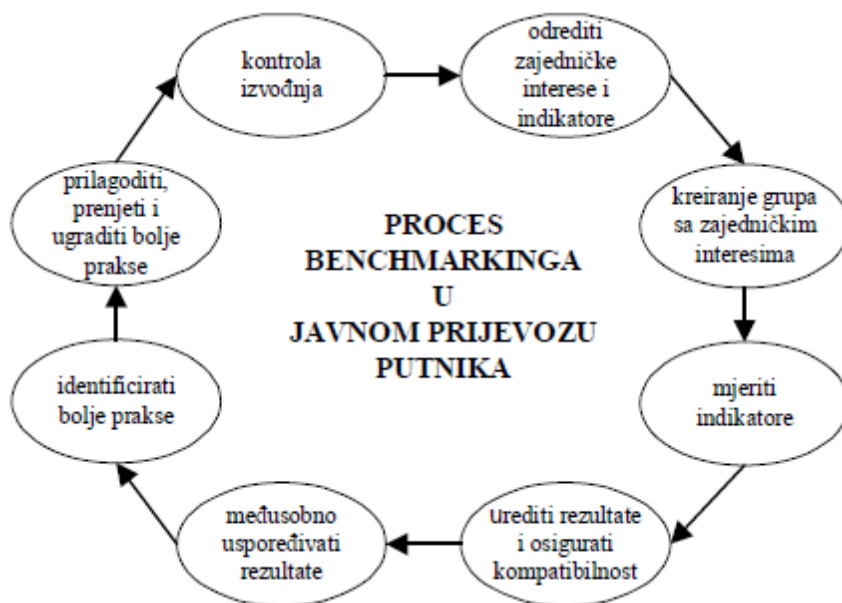 kontrola
izvođnja
odrediti
zajedničke
interese i
indikatore
kreiranje grupa
sa zajedničkim
interesima
mjeriti
indikatore
urediti rezultate
i osigurati
kompatibilnost
međusobno
uspoređivati
rezultate
identificirati
bolje prakse
prilagoditi,
prenjeti i
ugraditi bolje
prakse
PROCES
BENCHMARKINGA
U
JAVNOM PRIJEVOZU
PUTNIKA